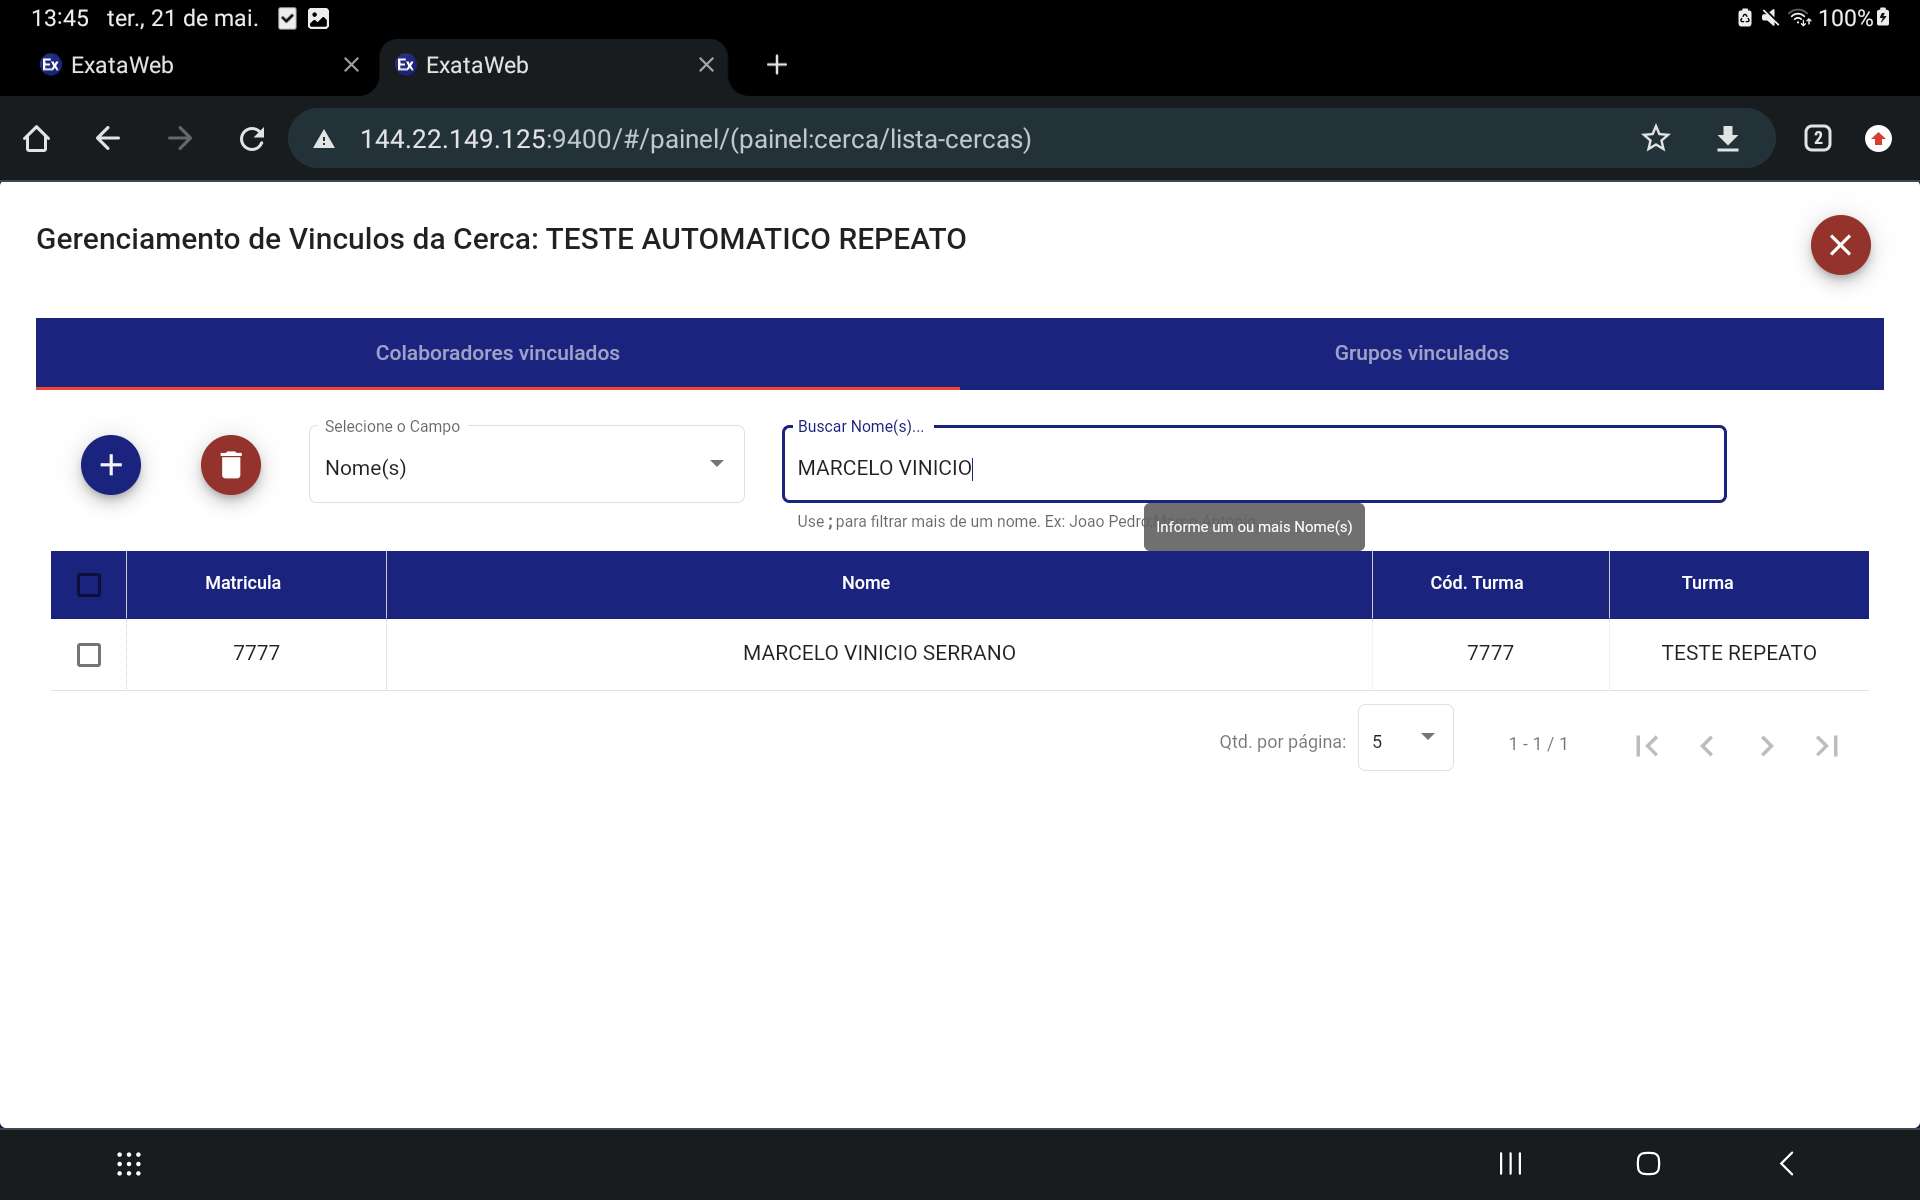 13:45 ter., 21 de mai.
100%
Ex ExataWeb
Ex ExataWeb
144.22.149.125:9400/#/painel/(painel:cerca/lista-cercas)
2
Gerenciamento de Vinculos da Cerca: TESTE AUTOMATICO REPEATO
Colaboradores vinculados
Grupos vinculados
Selecione o Campo
Nome(s)
Buscar Nome(s)...
MARCELO VINICIO
Use ; para filtrar mais de um nome. Ex: Joao Pedro
Informe um ou mais Nome(s)
Matricula Nome Cód. Turma Turma
7777 MARCELO VINICIO SERRANO 7777 TESTE REPEATO
Qtd. por página: 5 1 - 1 / 1